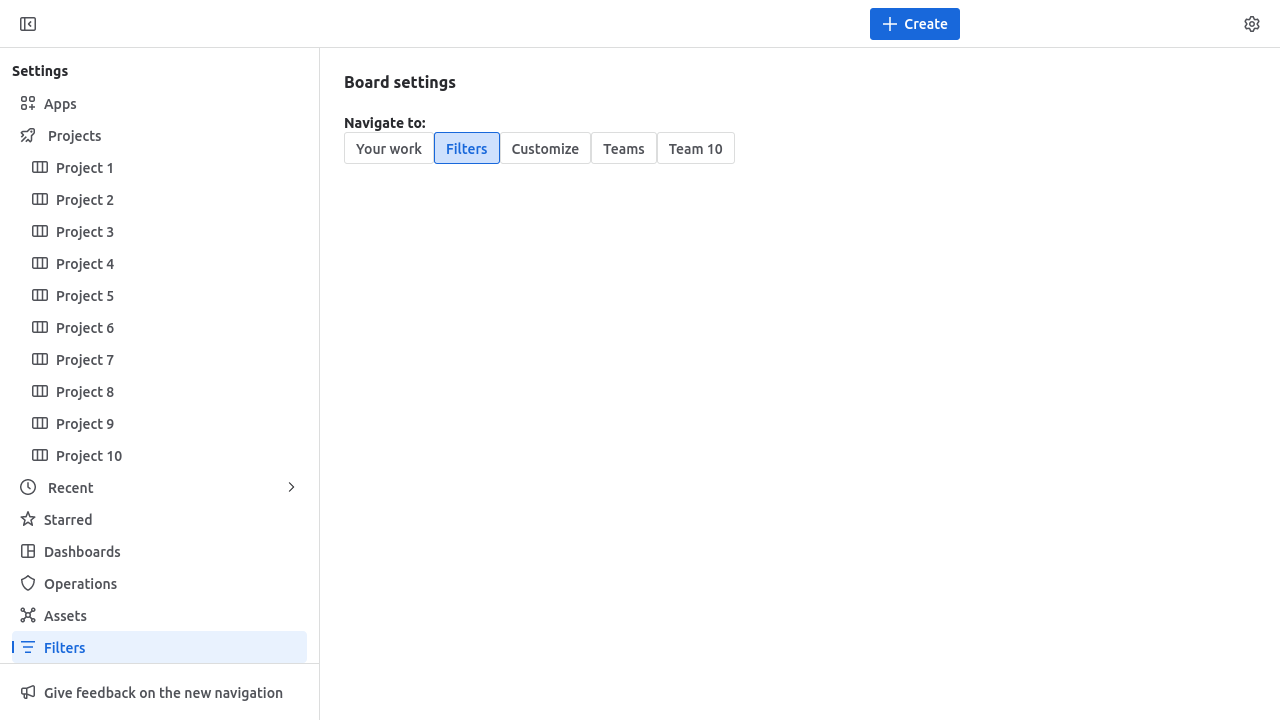 Create
Settings
Apps
Projects
Project 1
Project 2
Project 3
Project 4
Project 5
Project 6
Project 7
Project 8
Project 9
Project 10
Recent
Starred
Dashboards
Operations
Assets
Filters
Give feedback on the new navigation
Board settings
Navigate to:
Your work Filters Customize Teams Team 10